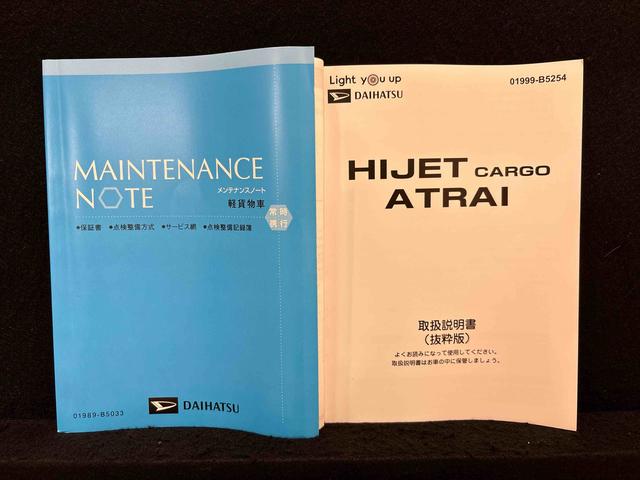 MAINTENANCE
NOTE
メンテナンスノート
軽貨物車
常時
携行
●保証書 ●点検整備方式 ●サービス網 ●点検整備記録簿
DAIHATSU
01989-B5033
Light you up
DAIHATSU
01999-B5254
HIJET CARGO
ATRAI
取扱説明書
(抜粋版)
よくお読みになって使用してください。
取扱説明書はお車の中に保管しましょう。